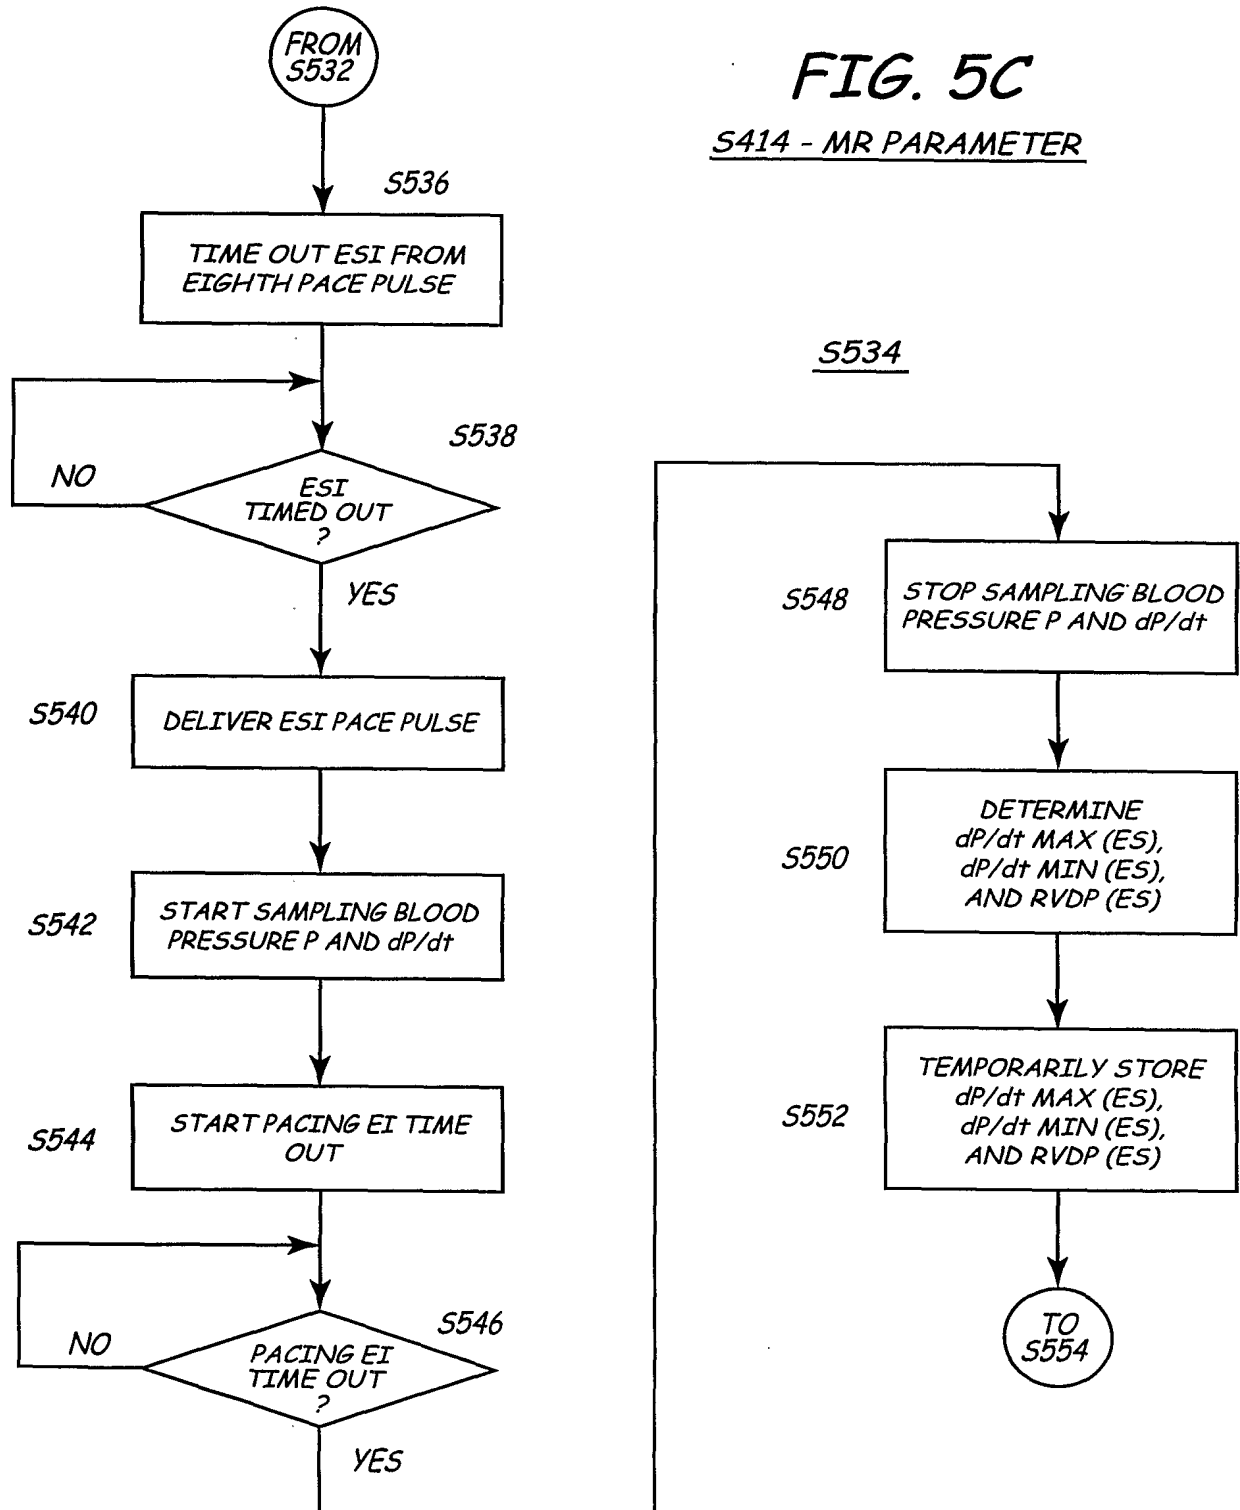 FROM
S532
FIG. 5C
S414 - MR PARAMETER
S536
TIME OUT ESI FROM
EIGHTH PACE PULSE
S538
NO
ESI
TIMED OUT
?
YES
S540
DELIVER ESI PACE PULSE
S542
START SAMPLING BLOOD
PRESSURE P AND dP/dt
S544
START PACING EI TIME
OUT
S546
NO
PACING EI
TIME OUT
?
YES
S534
S548
STOP SAMPLING BLOOD
PRESSURE P AND dP/dt
S550
DETERMINE
dP/dt MAX (ES),
dP/dt MIN (ES),
AND RVDP (ES)
S552
TEMPORARILY STORE
dP/dt MAX (ES),
dP/dt MIN (ES),
AND RVDP (ES)
TO
S554